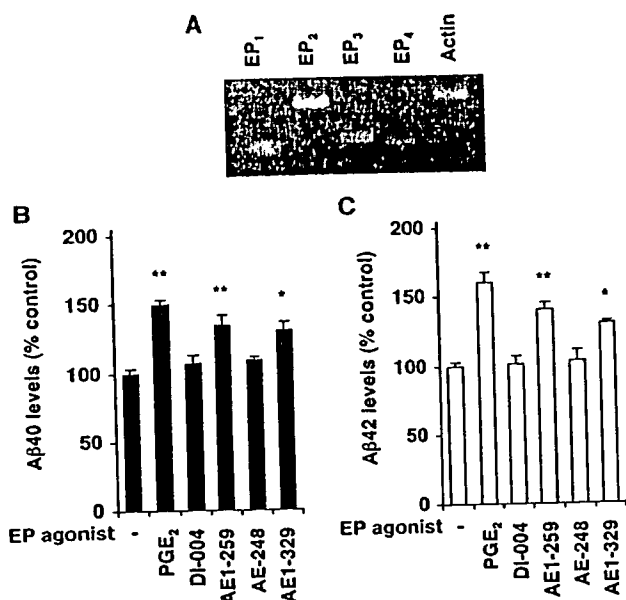 A
EP1
EP2
EP3
EP4
Actin
B
Aβ40 levels (% control)
200
150
100
50
0
**
**
*
EP agonist
-
PGE2
DI-004
AE1-259
AE-248
AE1-329
C
Aβ42 levels (% control)
200
150
100
50
0
**
**
*
EP agonist
-
PGE2
DI-004
AE1-259
AE-248
AE1-329